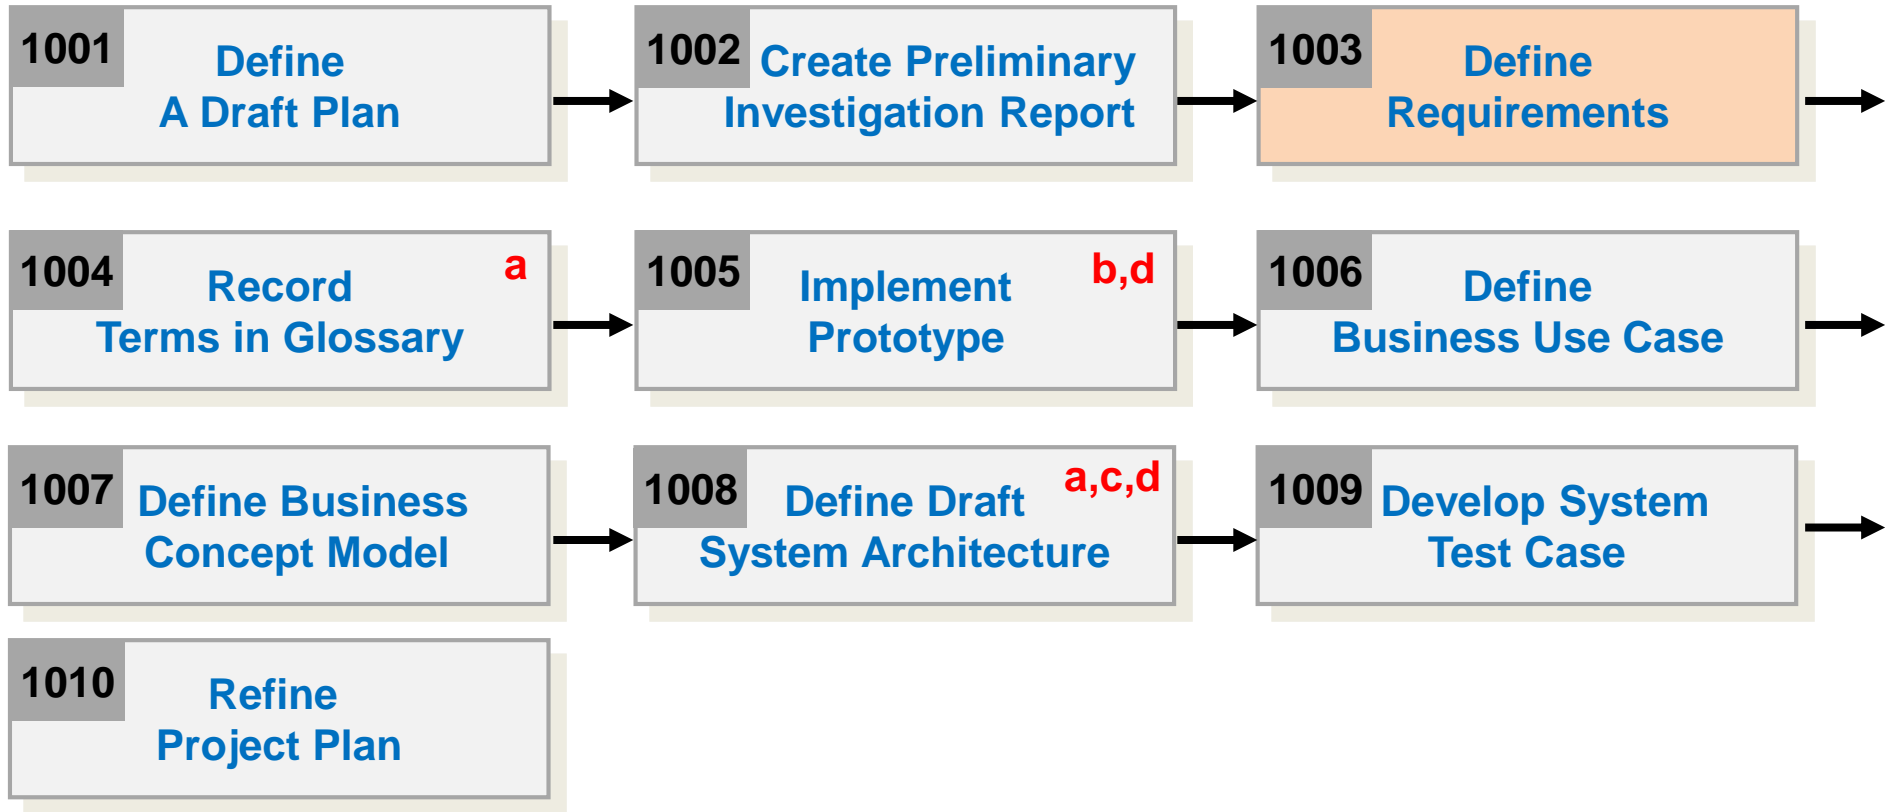 1001
Define
A Draft Plan
1002
Create Preliminary
Investigation Report
1003
Define
Requirements
1004
Record
Terms in Glossary
a
1005
Implement
Prototype
b,d
1006
Define
Business Use Case
1007
Define Business
Concept Model
1008
Define Draft
System Architecture
a,c,d
1009
Develop System
Test Case
1010
Refine
Project Plan